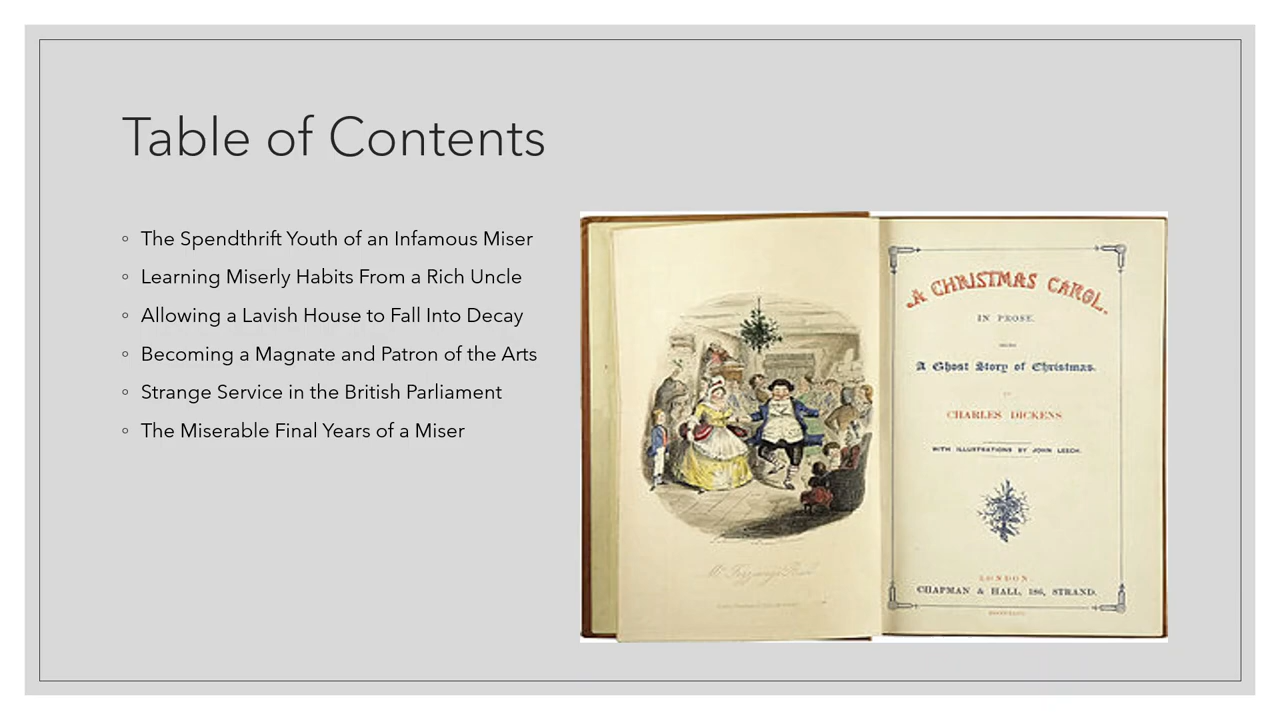 Table of Contents
The Spendthrift Youth of an Infamous Miser
Learning Miserly Habits From a Rich Uncle
Allowing a Lavish House to Fall Into Decay
Becoming a Magnate and Patron of the Arts
Strange Service in the British Parliament
The Miserable Final Years of a Miser
A CHRISTMAS CAROL.
IN PROSE.
A Ghost Story of Christmas.
CHARLES DICKENS
WITH ILLUSTRATIONS BY JOHN LEECH.
LONDON
CHAPMAN & HALL, 186, STRAND.